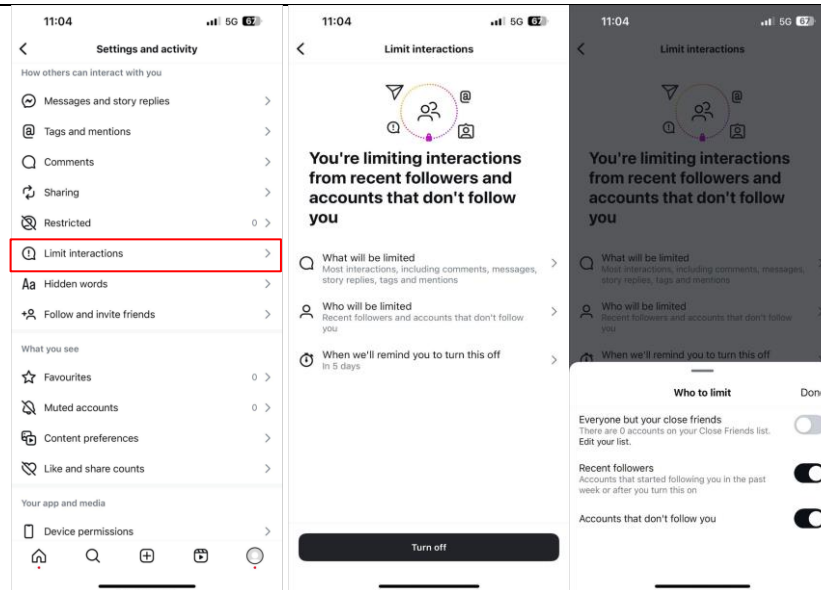 11:04
5G 62
Settings and activity
How others can interact with you
Messages and story replies
Tags and mentions
Comments
Sharing
Restricted 0
Limit interactions
Aa Hidden words
Follow and invite friends
What you see
Favourites 0
Muted accounts 0
Content preferences
Like and share counts
Your app and media
Device permissions
11:04
5G 62
Limit interactions
You're limiting interactions
from recent followers and
accounts that don't follow
you
What will be limited
Most interactions, including comments, messages,
story replies, tags and mentions
Who will be limited
Recent followers and accounts that don't follow
you
When we'll remind you to turn this off
In 5 days
Turn off
11:04
5G 62
Limit interactions
You're limiting interactions
from recent followers and
accounts that don't follow
you
What will be limited
Most interactions, including comments, messages,
story replies, tags and mentions
Who will be limited
Recent followers and accounts that don't follow
you
When we'll remind you to turn this off
Who to limit Done
Everyone but your close friends
There are 0 accounts on your Close Friends list.
Edit your list.
Recent followers
Accounts that started following you in the past
week or after you turn this on
Accounts that don't follow you